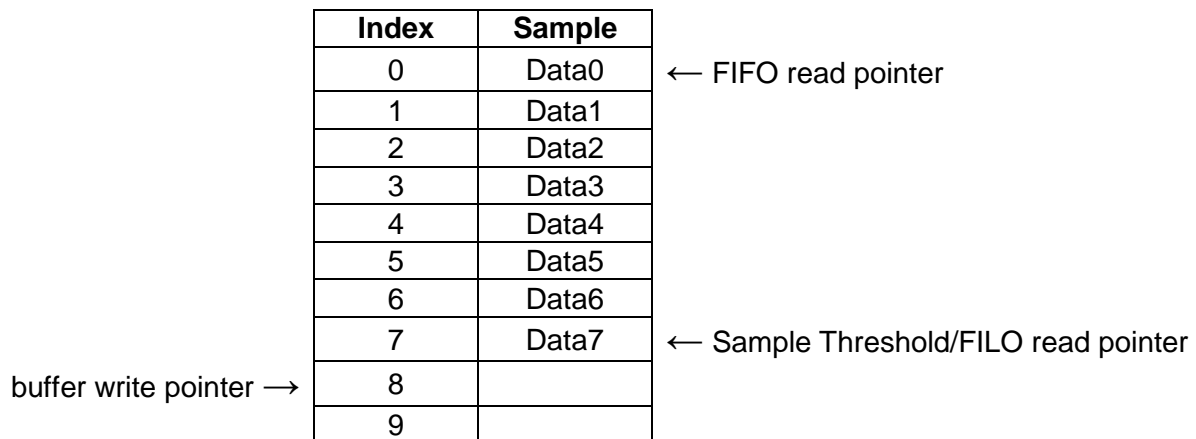 Index Sample
0 Data0 ← FIFO read pointer
1 Data1
2 Data2
3 Data3
4 Data4
5 Data5
6 Data6
7 Data7 ← Sample Threshold/FILO read pointer
buffer write pointer → 8
9